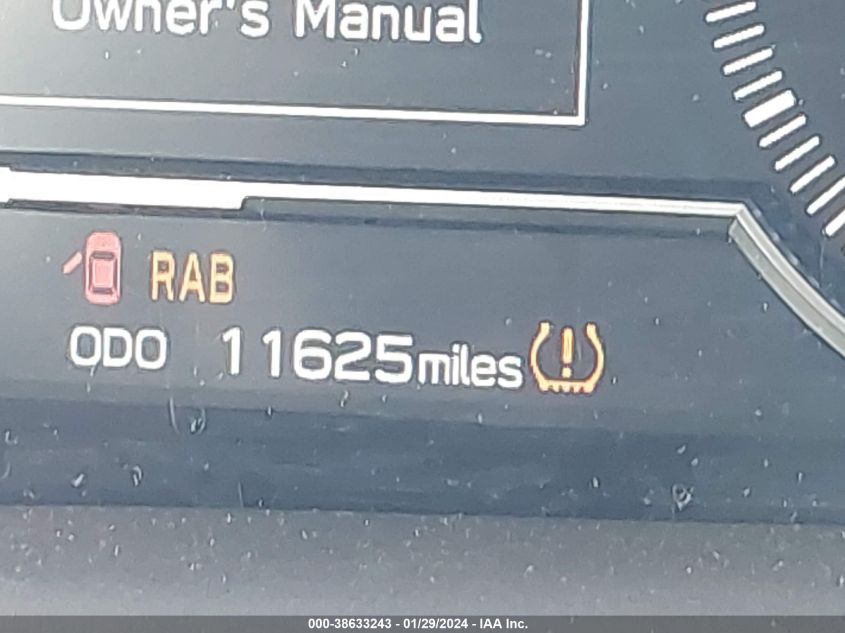 Owner's Manual
RAB
ODO 11625miles
000-38633243 - 01/29/2024 - IAA Inc.